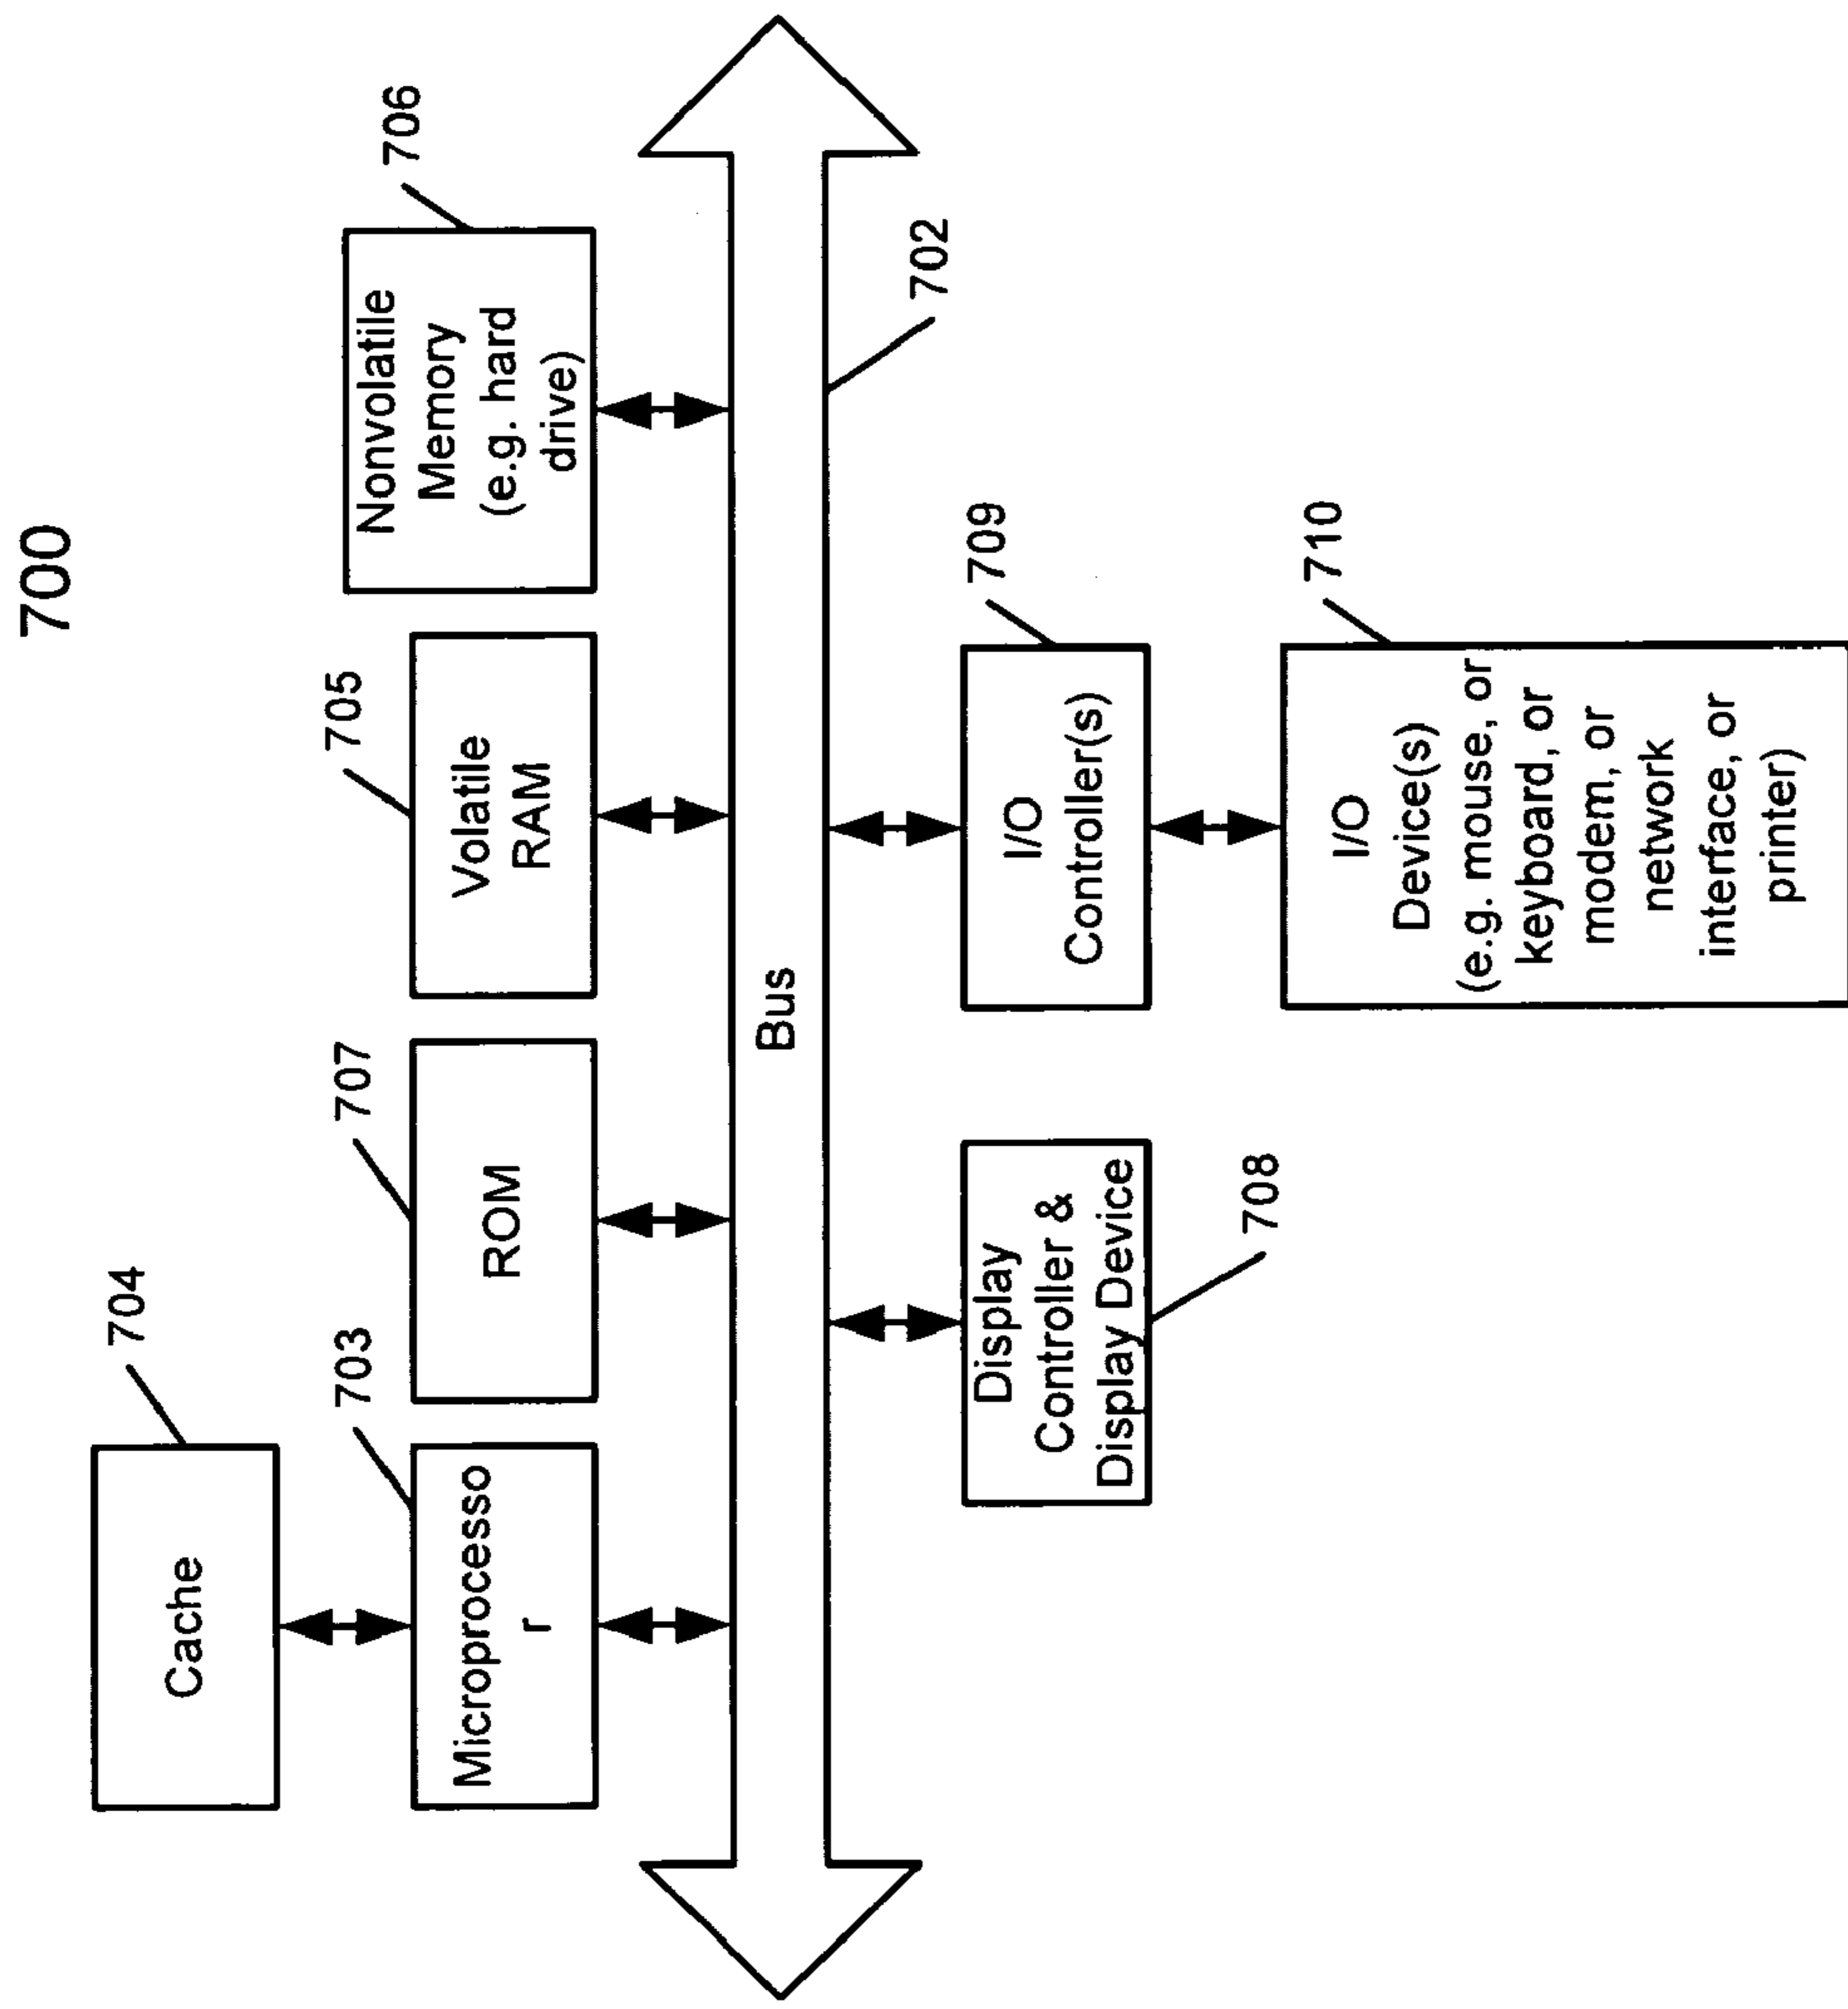 700
704
Cache
703
Microprocesso
r
707
ROM
705
Volatile
RAM
706
Nonvolatile
Memory
(e.g. hard
drive)
Bus
702
Display
Controller &
Display Device
708
709
I/O
Controller(s)
710
I/O
Device(s)
(e.g. mouse, or
keyboard, or
modem, or
network
interface, or
printer)